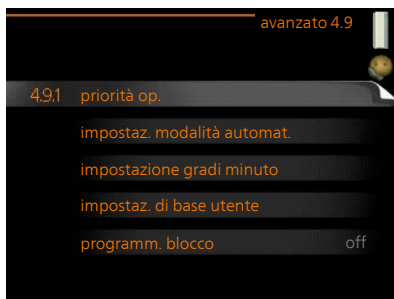 avanzato 4.9
4.9.1 priorità op.
impostaz. modalità automat.
impostazione gradi minuto
impostaz. di base utente
programm. blocco off